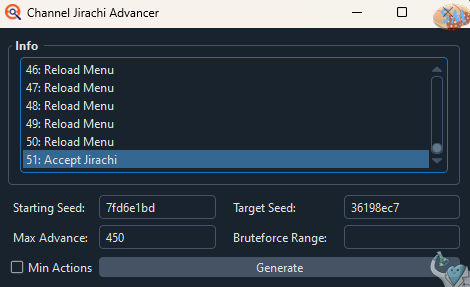 Channel Jirachi Advancer
Info
46: Reload Menu
47: Reload Menu
48: Reload Menu
49: Reload Menu
50: Reload Menu
51: Accept Jirachi
Starting Seed: 7fd6e1bd Target Seed: 36198ec7
Max Advance: 450 Bruteforce Range:
Min Actions Generate